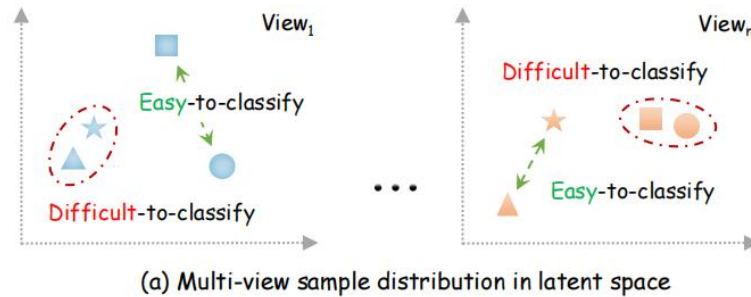 View1
Easy-to-classify
Difficult-to-classify
...
Viewn
Difficult-to-classify
Easy-to-classify
(a) Multi-view sample distribution in latent space